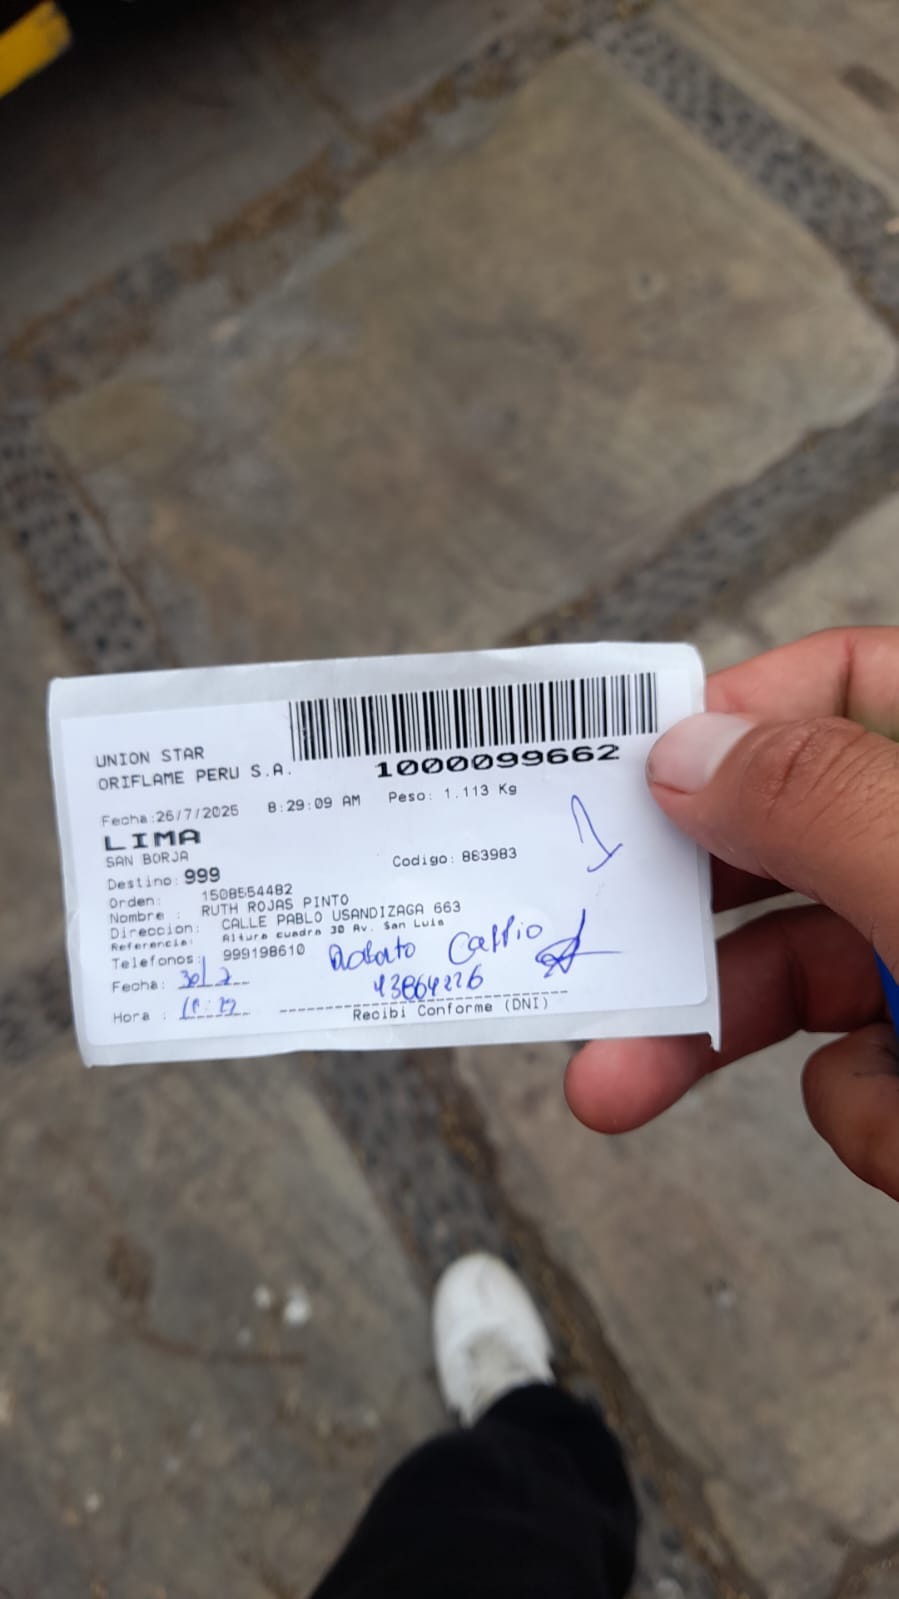 UNION STAR
ORIFLAME PERU S.A.
1000099662
Fecha:26/7/2025 8:29:09 AM Peso: 1.113 Kg
LIMA
SAN BORJA
Codigo: 863983
Destino: 999
Orden: 1508554482
Nombre : RUTH ROJAS PINTO
Direccion: CALLE PABLO USANDIZAGA 663
Referencia: Altura cuadra 30 Av. San Luis
Telefonos: 999198610
Fecha:
Hora :
Recibi Conforme (DNI)